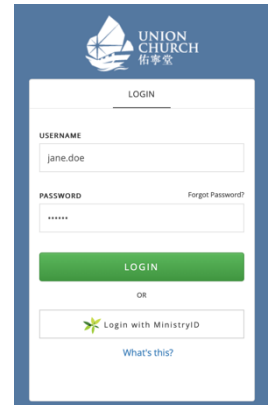 UNION
CHURCH
佑寧堂
LOGIN
USERNAME
jane.doe
PASSWORD Forgot Password?
••••••
LOGIN
OR
Login with MinistryID
What's this?